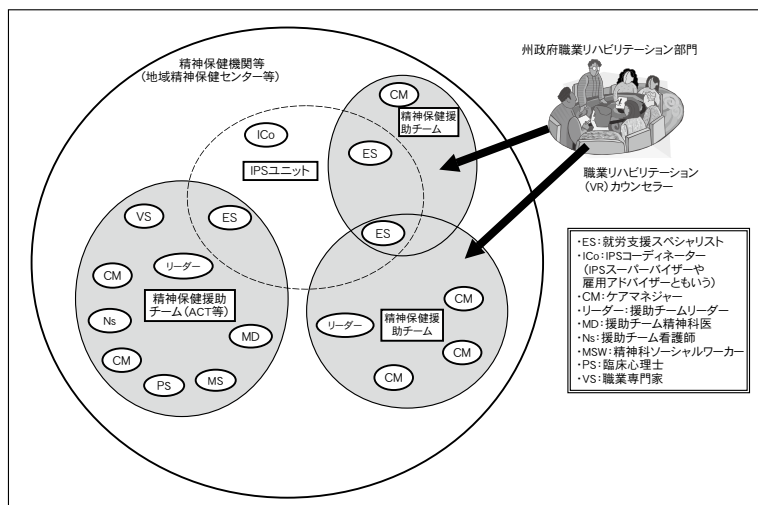 精神保健機関等
(地域精神保健センター等)
州政府職業リハビリテーション部門
CM
精神保健援
助チーム
ICo
ES
IPSユニット
職業リハビリテーション
(VR)カウンセラー
VS
ES
ES
リーダー
CM
精神保健援助
チーム(ACT等)
Ns
MD
CM
PS
MS
CM
リーダー
精神保健援
助チーム
CM
CM
・ES:就労支援スペシャリスト
・ICo:IPSコーディネーター
(IPSスーパーバイザーや
雇用アドバイザーともいう)
・CM:ケアマネジャー
・リーダー:援助チームリーダー
・MD:援助チーム精神科医
・Ns:援助チーム看護師
・MSW:精神科ソーシャルワーカー
・PS:臨床心理士
・VS:職業専門家